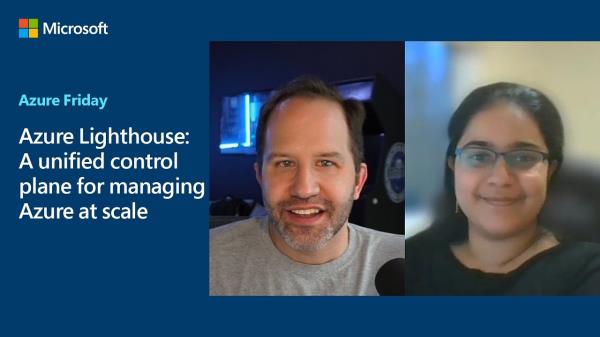 Microsoft
Azure Friday
Azure Lighthouse:
A unified control
plane for managing
Azure at scale